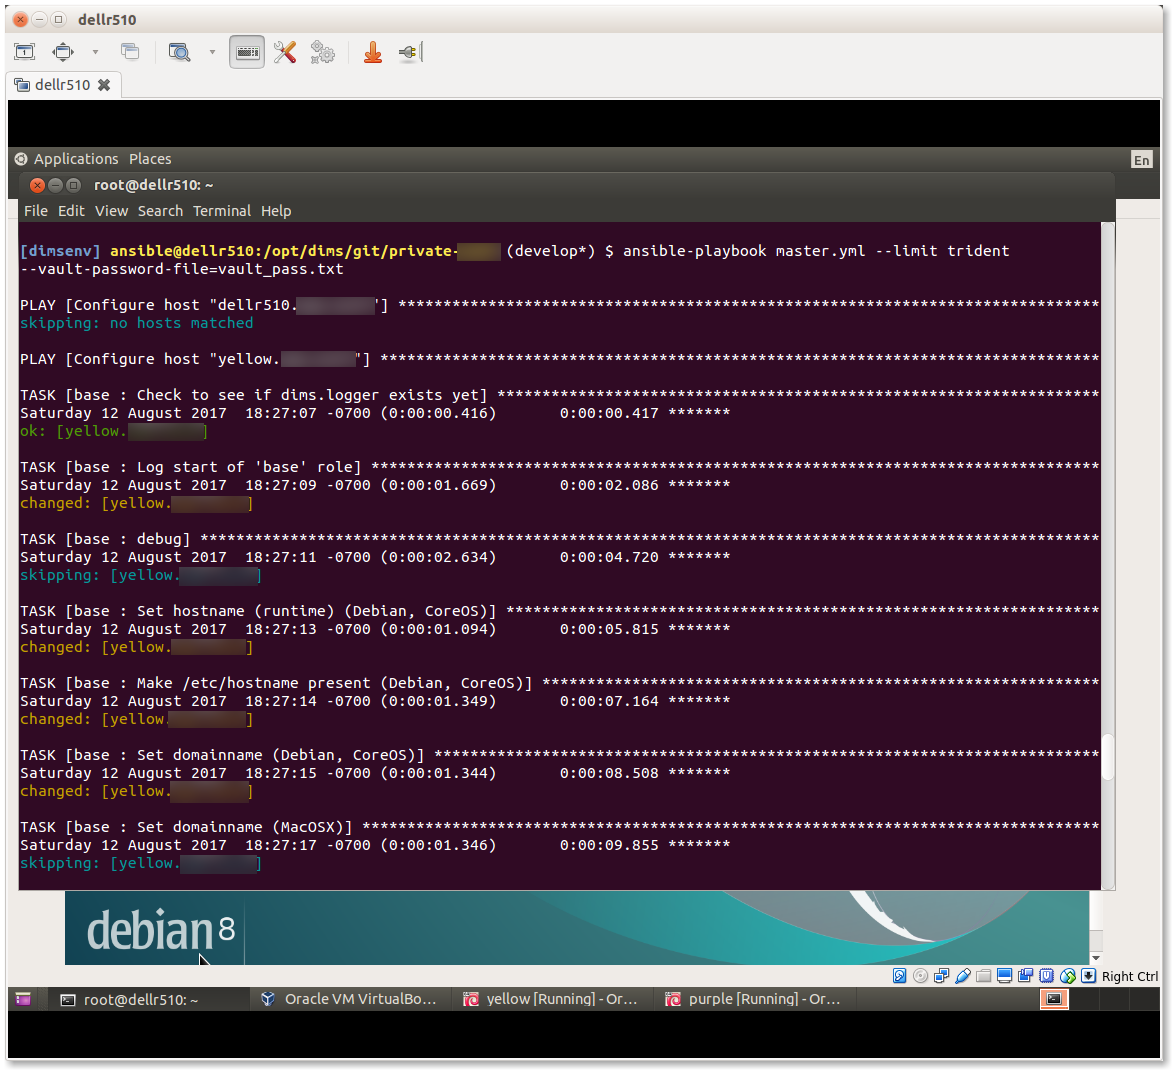 dellr510
dellr510
Applications Places
En
root@dellr510: ~
File Edit View Search Terminal Help
[dimsenv] ansible@dellr510:/opt/dims/git/private- (develop*) $ ansible-playbook master.yml --limit trident
--vault-password-file=vault_pass.txt
PLAY [Configure host "dellr510. "] ******************************************************************************
skipping: no hosts matched
PLAY [Configure host "yellow. "] ********************************************************************************
TASK [base : Check to see if dims.logger exists yet] *******************************************************************
Saturday 12 August 2017  18:27:07 -0700 (0:00:00.416)       0:00:00.417 *******
ok: [yellow. ]
TASK [base : Log start of 'base' role] *********************************************************************************
Saturday 12 August 2017  18:27:09 -0700 (0:00:01.669)       0:00:02.086 *******
changed: [yellow. ]
TASK [base : debug] ****************************************************************************************************
Saturday 12 August 2017  18:27:11 -0700 (0:00:02.634)       0:00:04.720 *******
skipping: [yellow. ]
TASK [base : Set hostname (runtime) (Debian, CoreOS)] ******************************************************************
Saturday 12 August 2017  18:27:13 -0700 (0:00:01.094)       0:00:05.815 *******
changed: [yellow. ]
TASK [base : Make /etc/hostname present (Debian, CoreOS)] **************************************************************
Saturday 12 August 2017  18:27:14 -0700 (0:00:01.349)       0:00:07.164 *******
changed: [yellow. ]
TASK [base : Set domainname (Debian, CoreOS)] **************************************************************************
Saturday 12 August 2017  18:27:15 -0700 (0:00:01.344)       0:00:08.508 *******
changed: [yellow. ]
TASK [base : Set domainname (MacOSX)] **********************************************************************************
Saturday 12 August 2017  18:27:17 -0700 (0:00:01.346)       0:00:09.855 *******
skipping: [yellow. ]
debian 8
Right Ctrl
root@dellr510: ~ Oracle VM VirtualBo... yellow [Running] - Or... purple [Running] - Or...